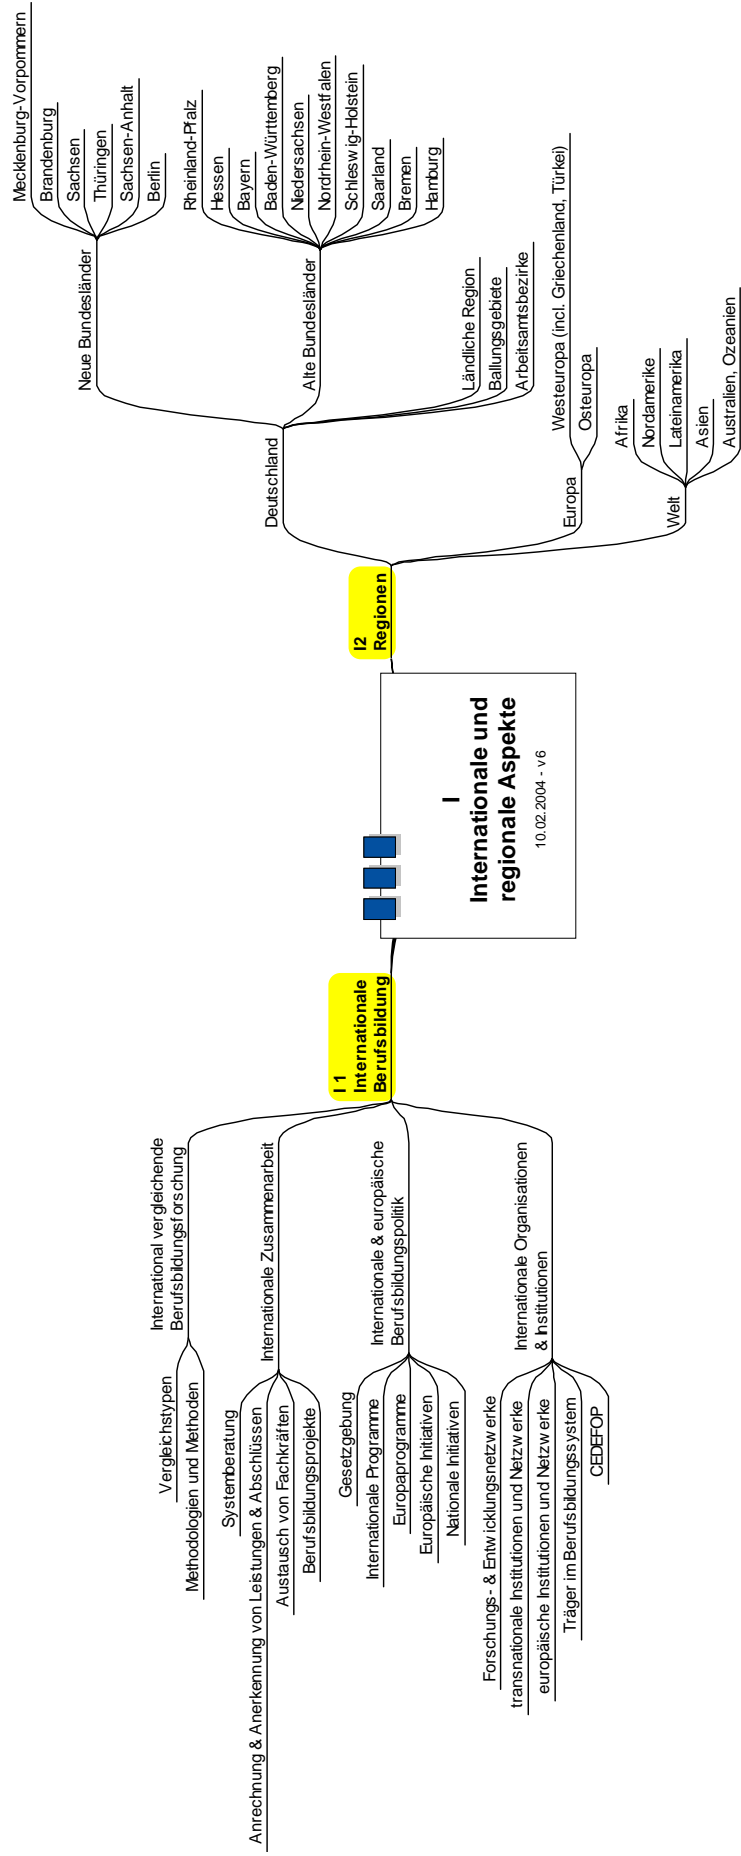 I
Internationale und
regionale Aspekte
10.02.2004 - v6
I 1
Internationale
Berufsbildung
International vergleichende
Berufsbildungsforschung
Vergleichstypen
Methodologien und Methoden
Internationale Zusammenarbeit
Systemberatung
Anrechnung & Anerkennung von Leistungen & Abschlüssen
Austausch von Fachkräften
Berufsbildungsprojekte
Internationale & europäische
Berufsbildungspolitik
Gesetzgebung
Internationale Programme
Europaprogramme
Europäische Initiativen
Nationale Initiativen
Internationale Organisationen
& Institutionen
Forschungs- & Entwicklungsnetzwerke
transnationale Institutionen und Netzwerke
europäische Institutionen und Netzwerke
Träger im Berufsbildungssystem
CEDEFOP
I2
Regionen
Deutschland
Neue Bundesländer
Mecklenburg-Vorpommern
Brandenburg
Sachsen
Thüringen
Sachsen-Anhalt
Berlin
Alte Bundesländer
Rheinland-Pfalz
Hessen
Bayern
Baden-Württemberg
Niedersachsen
Nordrhein-Westfalen
Schleswig-Holstein
Saarland
Bremen
Hamburg
Ländliche Region
Ballungsgebiete
Arbeitsamtsbezirke
Europa
Westeuropa (incl. Griechenland, Türkei)
Osteuropa
Welt
Afrika
Nordamerike
Lateinamerika
Asien
Australien, Ozeanien